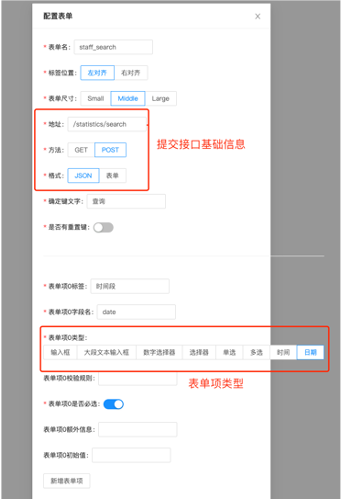 配置表单
* 表单名: staff_search
* 标签位置: 左对齐 右对齐
* 表单尺寸: Small Middle Large
* 地址: /statistics/search
* 方法: GET POST
提交接口基础信息
* 格式: JSON 表单
* 确定键文字: 查询
* 是否有重置键:
* 表单项0标签: 时间段
* 表单项0字段名: date
* 表单项0类型:
输入框 大段文本输入框 数字选择器 选择器 单选 多选 时间 日期
表单项0校验规则:
表单项类型
* 表单项0是否必选:
表单项0额外信息:
表单项0初始值:
新增表单项